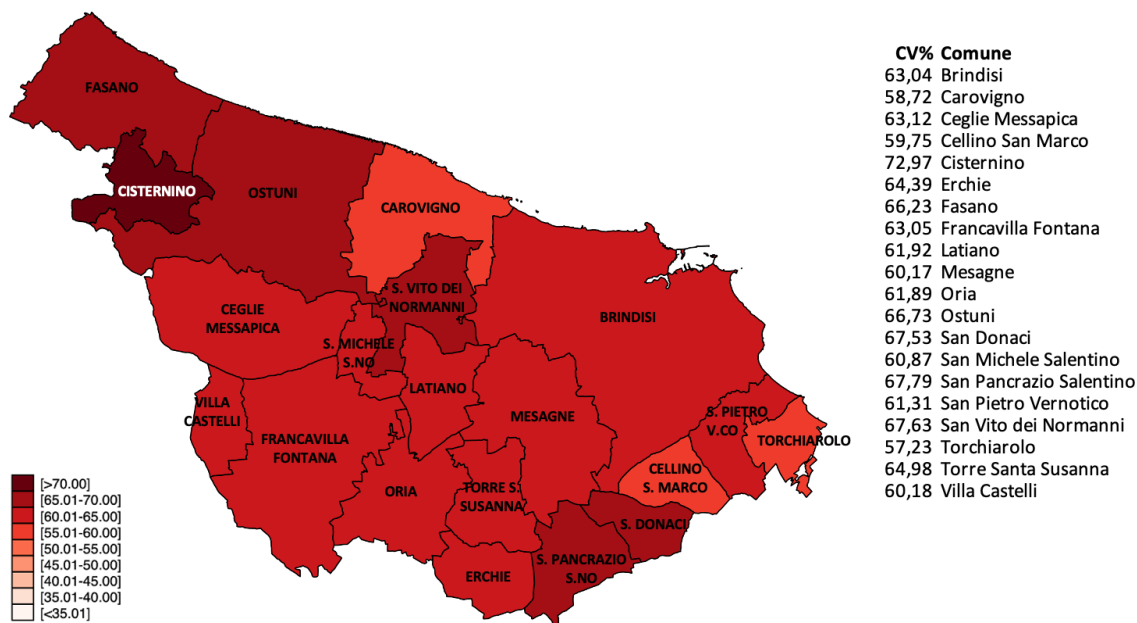 FASANO
CISTERNINO
OSTUNI
CAROVIGNO
S. VITO DEI
NORMANNI
CEGLIE
MESSAPICA
BRINDISI
S. MICHELE
S.NO
LATIANO
MESAGNE
VILLA
CASTELLI
FRANCAVILLA
FONTANA
S. PIETRO
V.CO
TORCHIAROLO
CELLINO
S. MARCO
ORIA
TORRE S.
SUSANNA
S. DONACI
S. PANCRAZIO
S.NO
ERCHIE
[>70.00]
[65.01-70.00]
[60.01-65.00]
[55.01-60.00]
[50.01-55.00]
[45.01-50.00]
[40.01-45.00]
[35.01-40.00]
[<35.01]
CV% Comune
63,04 Brindisi
58,72 Carovigno
63,12 Ceglie Messapica
59,75 Cellino San Marco
72,97 Cisternino
64,39 Erchie
66,23 Fasano
63,05 Francavilla Fontana
61,92 Latiano
60,17 Mesagne
61,89 Oria
66,73 Ostuni
67,53 San Donaci
60,87 San Michele Salentino
67,79 San Pancrazio Salentino
61,31 San Pietro Vernotico
67,63 San Vito dei Normanni
57,23 Torchiarolo
64,98 Torre Santa Susanna
60,18 Villa Castelli